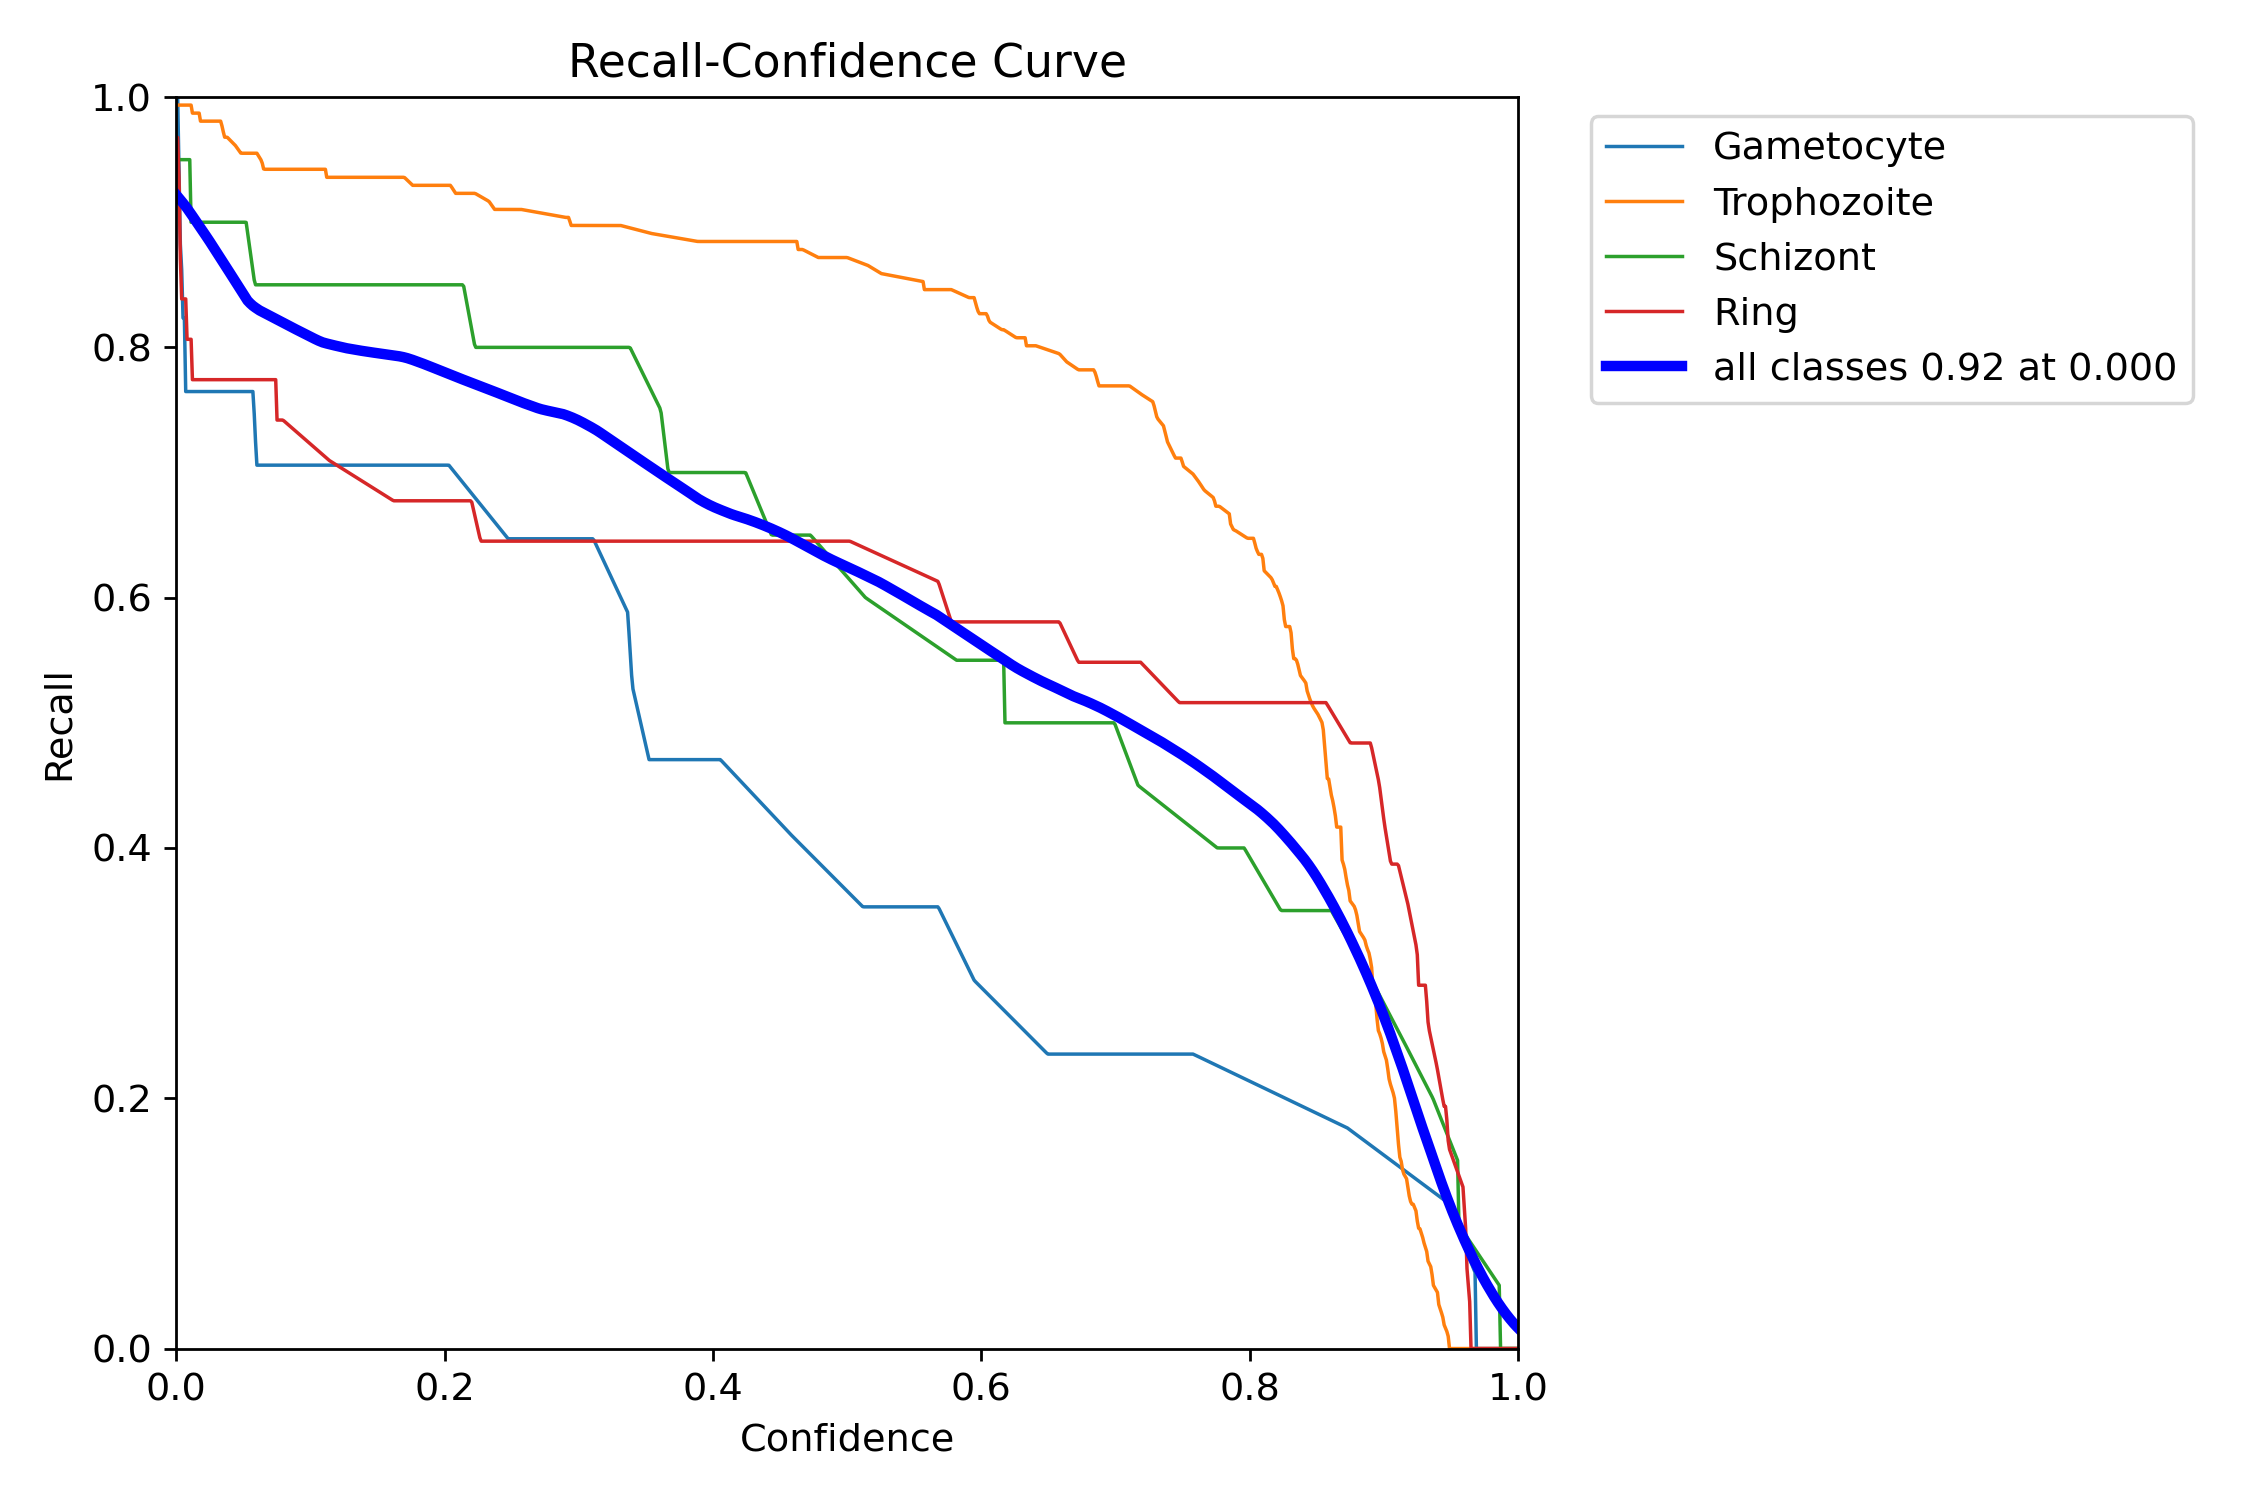 Recall-Confidence Curve
1.0
0.8
0.6
0.4
0.2
0.0
Recall
0.0 0.2 0.4 0.6 0.8 1.0
Confidence
Gametocyte
Trophozoite
Schizont
Ring
all classes 0.92 at 0.000